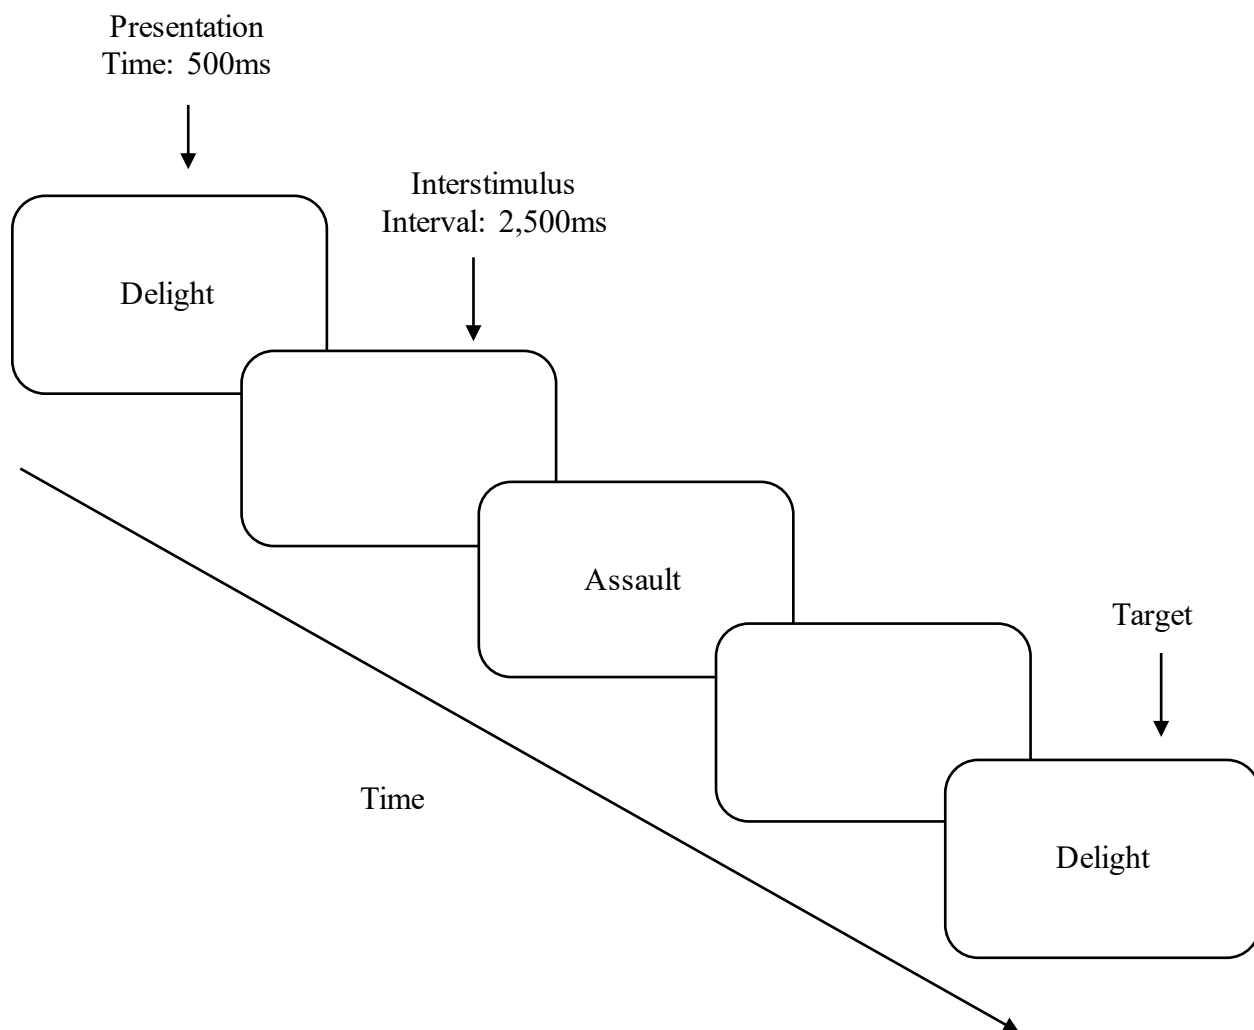 Presentation
Time: 500ms
Interstimulus
Interval: 2,500ms
Delight
Assault
Target
Time
Delight